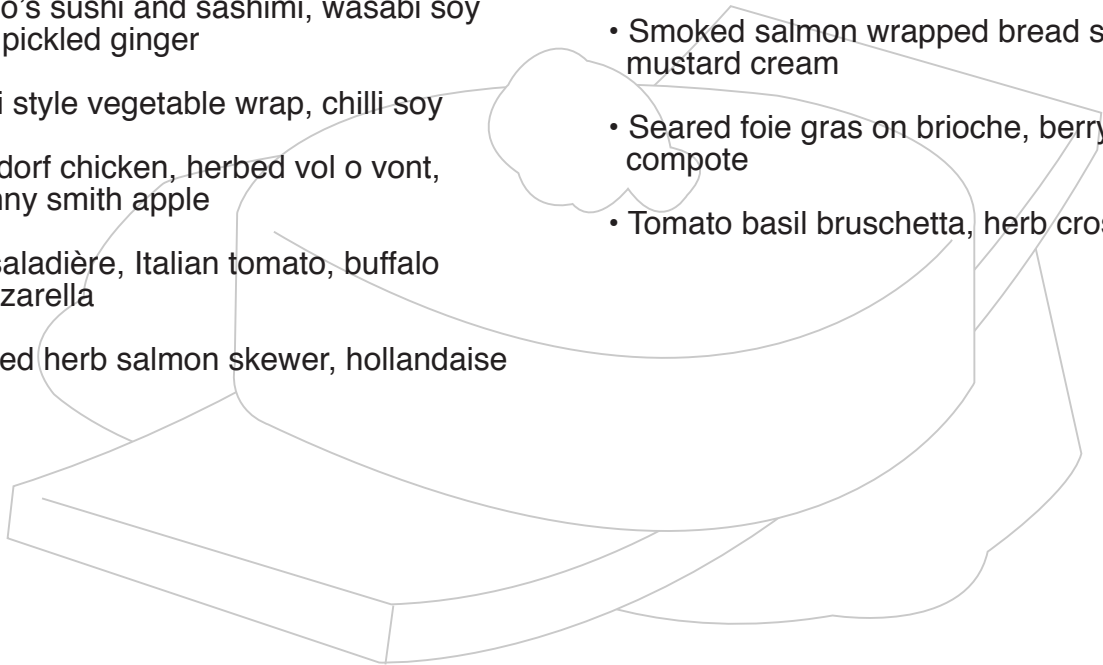 o's sushi and sashimi, wasabi soy
pickled ginger
i style vegetable wrap, chilli soy
dorf chicken, herbed vol o vont,
nny smith apple
saladière, Italian tomato, buffalo
zarella
ed herb salmon skewer, hollandaise
• Smoked salmon wrapped bread s
mustard cream
• Seared foie gras on brioche, berry
compote
• Tomato basil bruschetta, herb cros